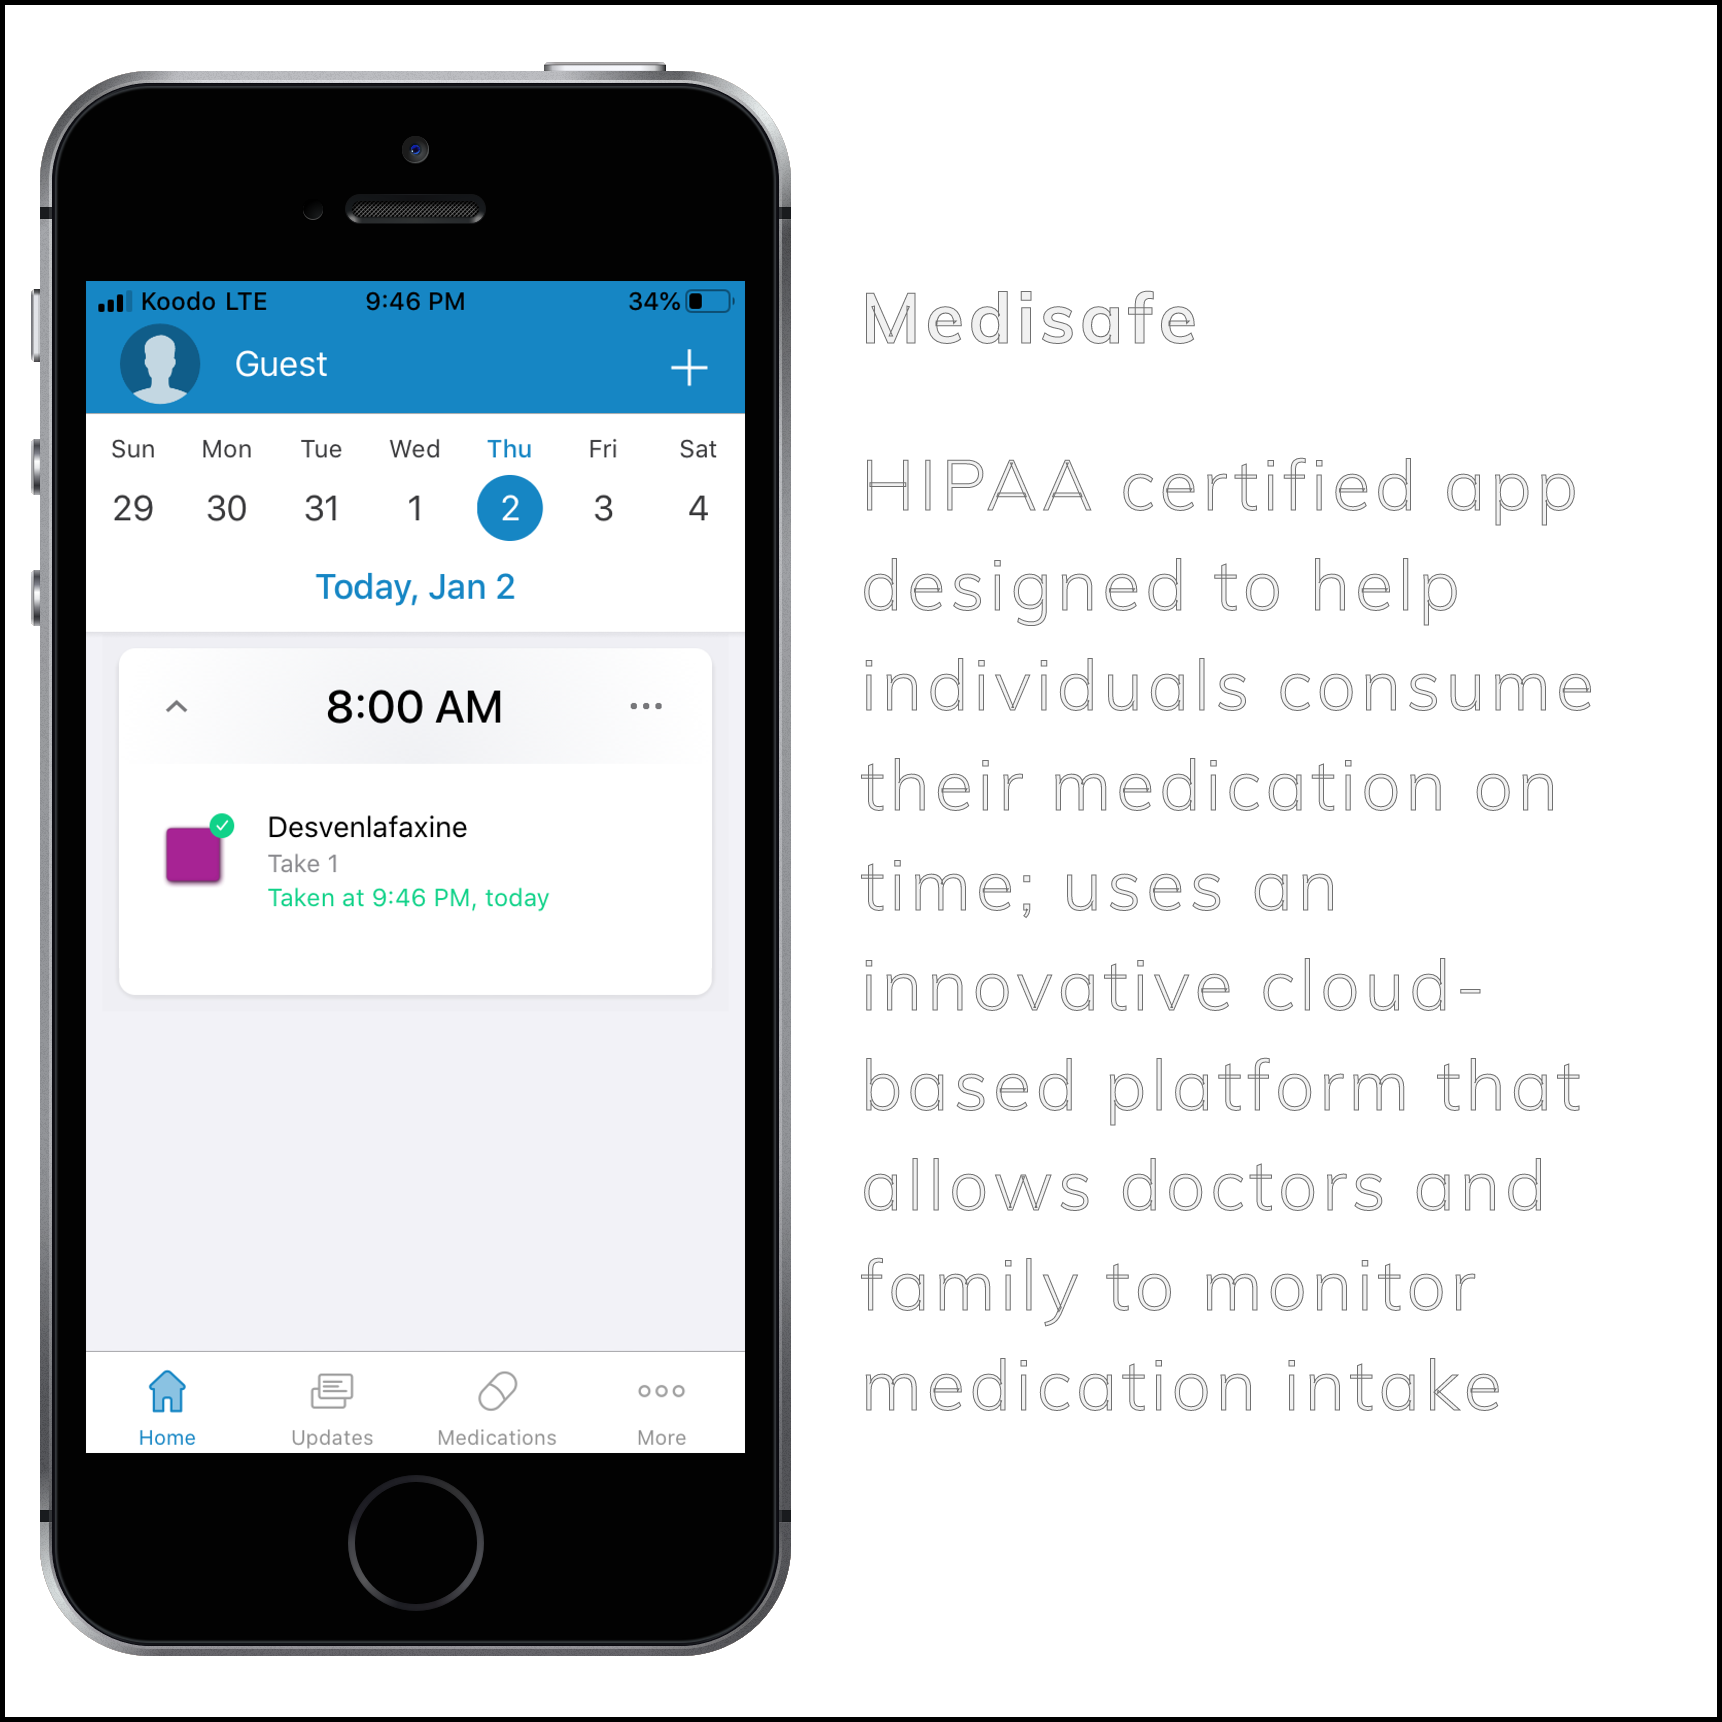 Koodo LTE 9:46 PM 34%
Guest
Sun Mon Tue Wed Thu Fri Sat
29 30 31 1 2 3 4
Today, Jan 2
8:00 AM
Desvenlafaxine
Take 1
Taken at 9:46 PM, today
Home Updates Medications More
Medisafe
HIPAA certified app
designed to help
individuals consume
their medication on
time; uses an
innovative cloud-
based platform that
allows doctors and
family to monitor
medication intake